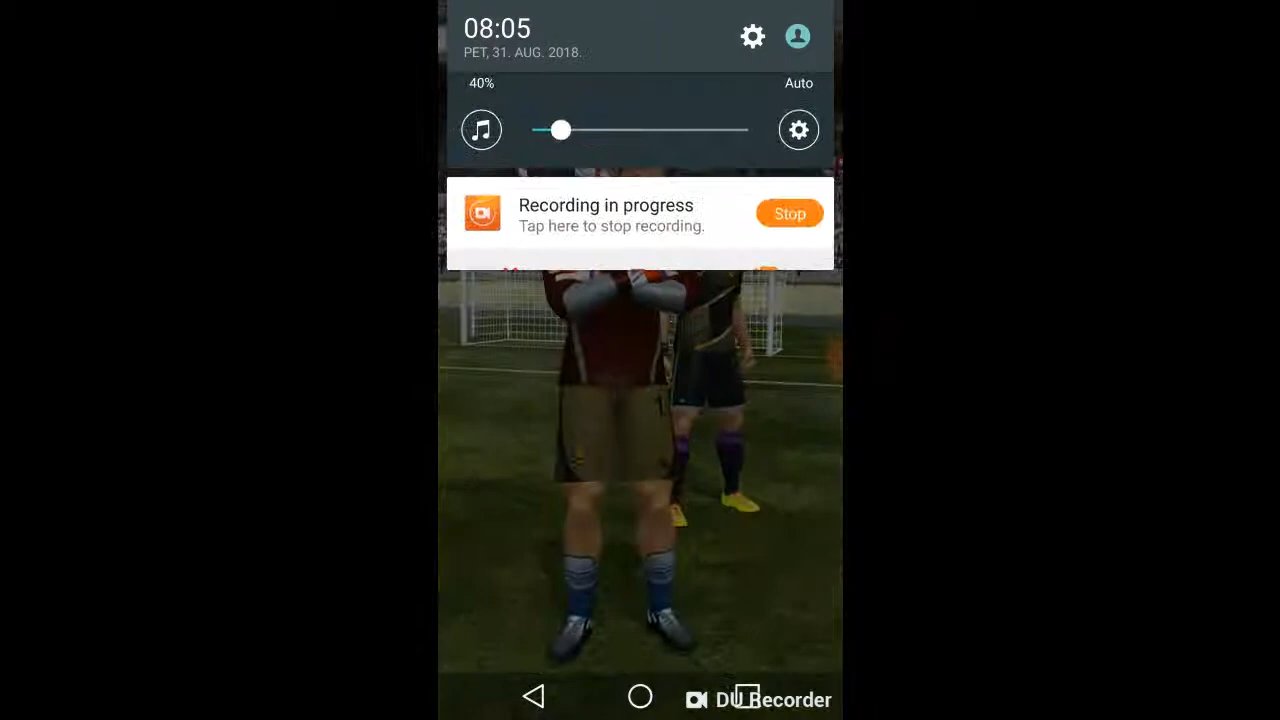 08:05
PET, 31. AUG. 2018.
40%
Auto
Recording in progress
Tap here to stop recording.
Stop
1
DU Recorder